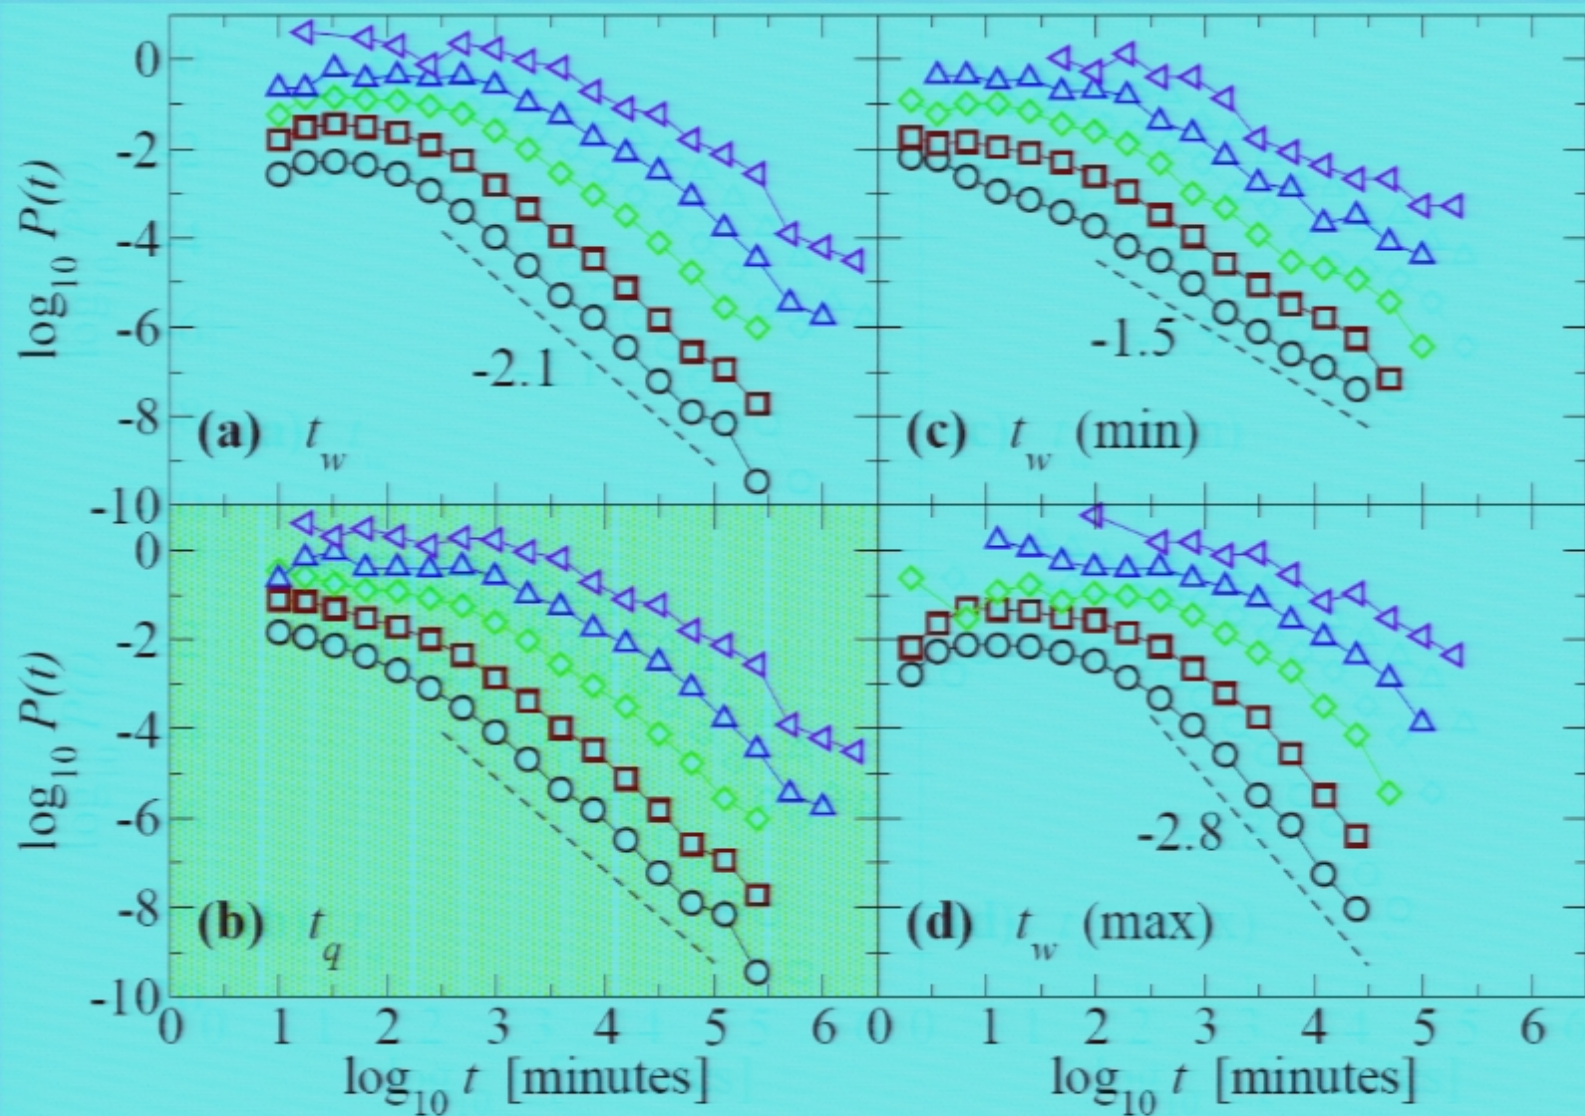 0
-2
-4
-6
-8
-10
log10 P(t)
-2.1
(a) tw
-1.5
(c) tw (min)
0
-2
-4
-6
-8
-10
log10 P(t)
(b) tq
-2.8
(d) tw (max)
0 1 2 3 4 5 6 0 1 2 3 4 5 6
log10 t [minutes] log10 t [minutes]